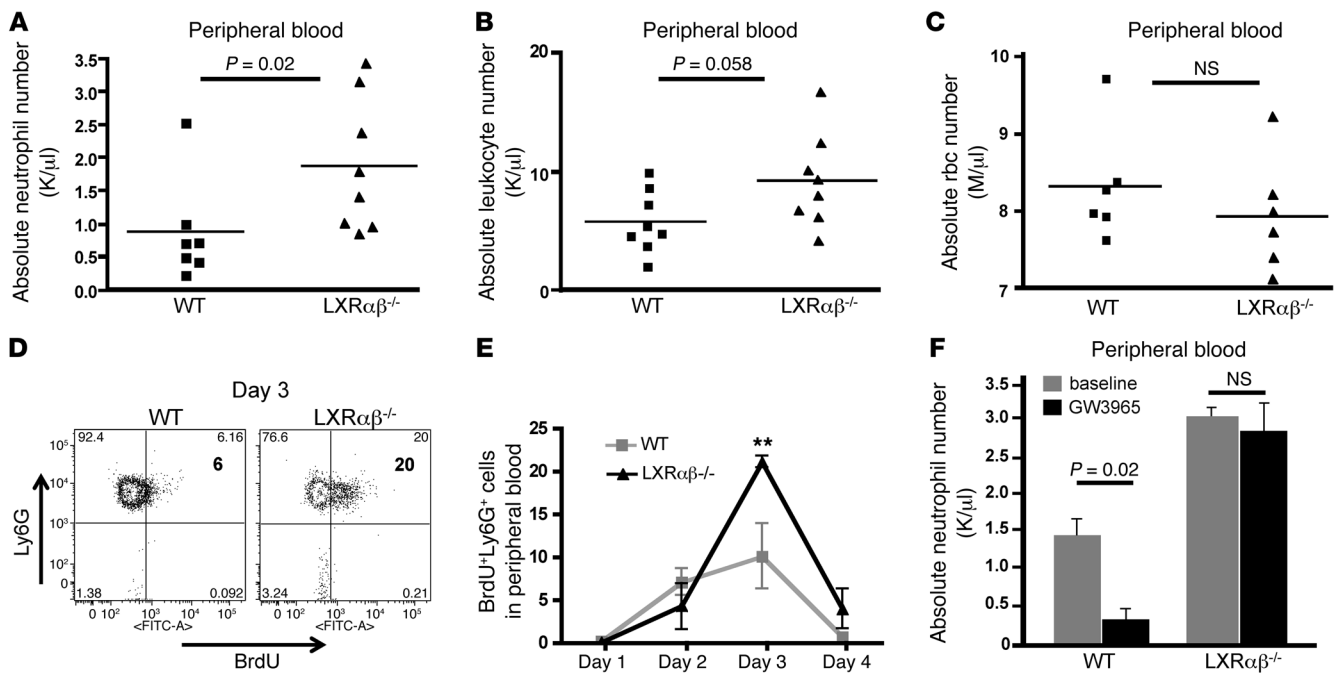 A
Peripheral blood
Absolute neutrophil number
(K/μl)
3.5
3.0
2.5
2.0
1.5
1.0
0.5
0.0
P = 0.02
WT
LXRαβ-/-
B
Peripheral blood
Absolute leukocyte number
(K/μl)
20
10
0
P = 0.058
WT
LXRαβ-/-
C
Peripheral blood
Absolute rbc number
(M/μl)
10
9
8
7
NS
WT
LXRαβ-/-
D
Day 3
WT
LXRαβ-/-
Ly6G
10⁵
10⁴
10³
10²
0
92.4
6.16
6
1.38
0.092
76.6
20
20
3.24
0.21
0 10² 10³ 10⁴ 10⁵
0 10² 10³ 10⁴ 10⁵
<FITC-A>
<FITC-A>
BrdU
E
BrdU⁺Ly6G⁺ cells
in peripheral blood
25
20
15
10
5
0
WT
LXRαβ-/-
**
Day 1
Day 2
Day 3
Day 4
F
Peripheral blood
Absolute neutrophil number
(K/μl)
3.5
3.0
2.0
1.5
1.0
0.5
0
baseline
GW3965
P = 0.02
NS
WT
LXRαβ-/-